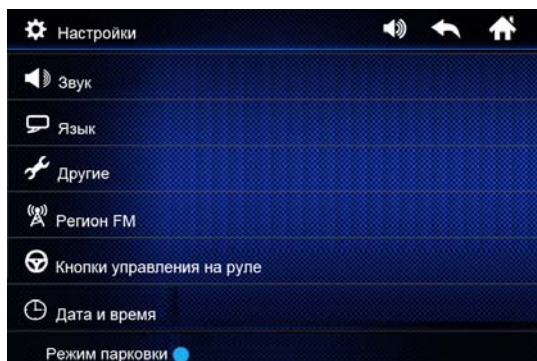 Настройки
Звук
Язык
Другие
Регион FM
Кнопки управления на руле
Дата и время
Режим парковки